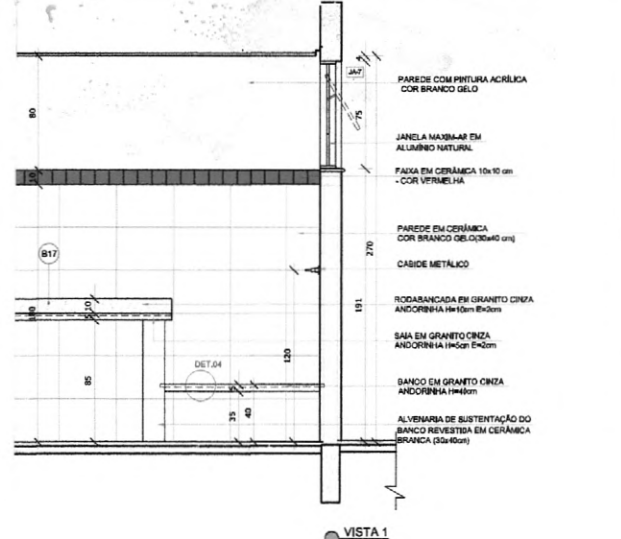 JA-7
PAREDE COM PINTURA ACRÍLICA
COR BRANCO GELO
80
75
JANELA MAXIM-AR EM
ALUMÍNIO NATURAL
10
FAIXA EM CERÂMICA 10x10 cm
- COR VERMELHA
PAREDE EM CERÂMICA
COR BRANCO GELO(30x40 cm)
270
B17
CABIDE METÁLICO
191
10
RODABANCADA EM GRANITO CINZA
ANDORINHA H=10cm E=2cm
SAIA EM GRANITO CINZA
ANDORINHA H=5cm E=2cm
120
DET.04
85
BANCO EM GRANITO CINZA
ANDORINHA H=40cm
35
40
ALVENARIA DE SUSTENTAÇÃO DO
BANCO REVESTIDA EM CERÂMICA
BRANCA (30x40cm)
VISTA 1